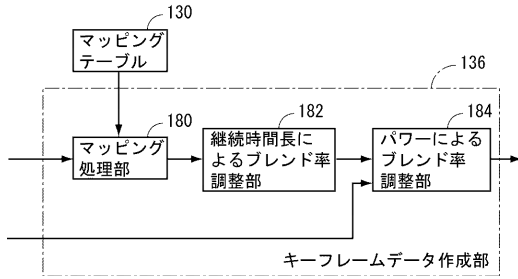 130
マッピング
テーブル
136
180
マッピング
処理部
182
継続時間長に
よるブレンド率
調整部
184
パワーによる
ブレンド率
調整部
キーフレームデータ作成部